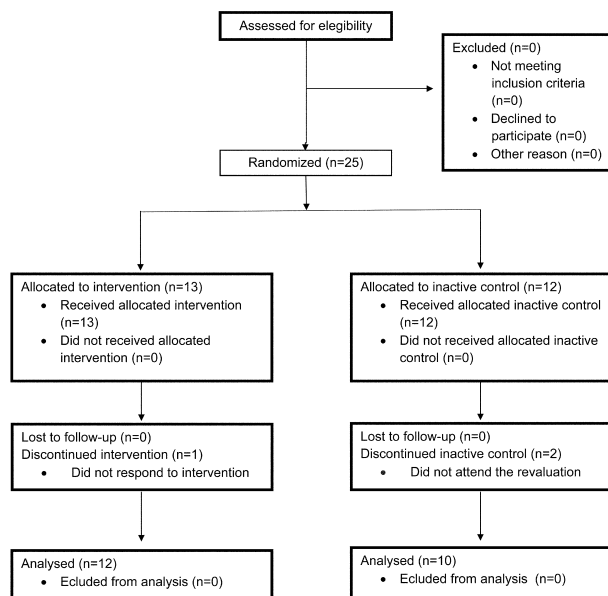 Assessed for elegibility
Excluded (n=0)
• Not meeting
inclusion criteria
(n=0)
• Declined to
participate (n=0)
• Other reason (n=0)
Randomized (n=25)
Allocated to intervention (n=13)
• Received allocated intervention
(n=13)
• Did not received allocated
intervention (n=0)
Allocated to inactive control (n=12)
• Received allocated inactive control
(n=12)
• Did not received allocated inactive
control (n=0)
Lost to follow-up (n=0)
Discontinued intervention (n=1)
• Did not respond to intervention
Lost to follow-up (n=0)
Discontinued inactive control (n=2)
• Did not attend the revaluation
Analysed (n=12)
• Ecluded from analysis (n=0)
Analysed (n=10)
• Ecluded from analysis (n=0)